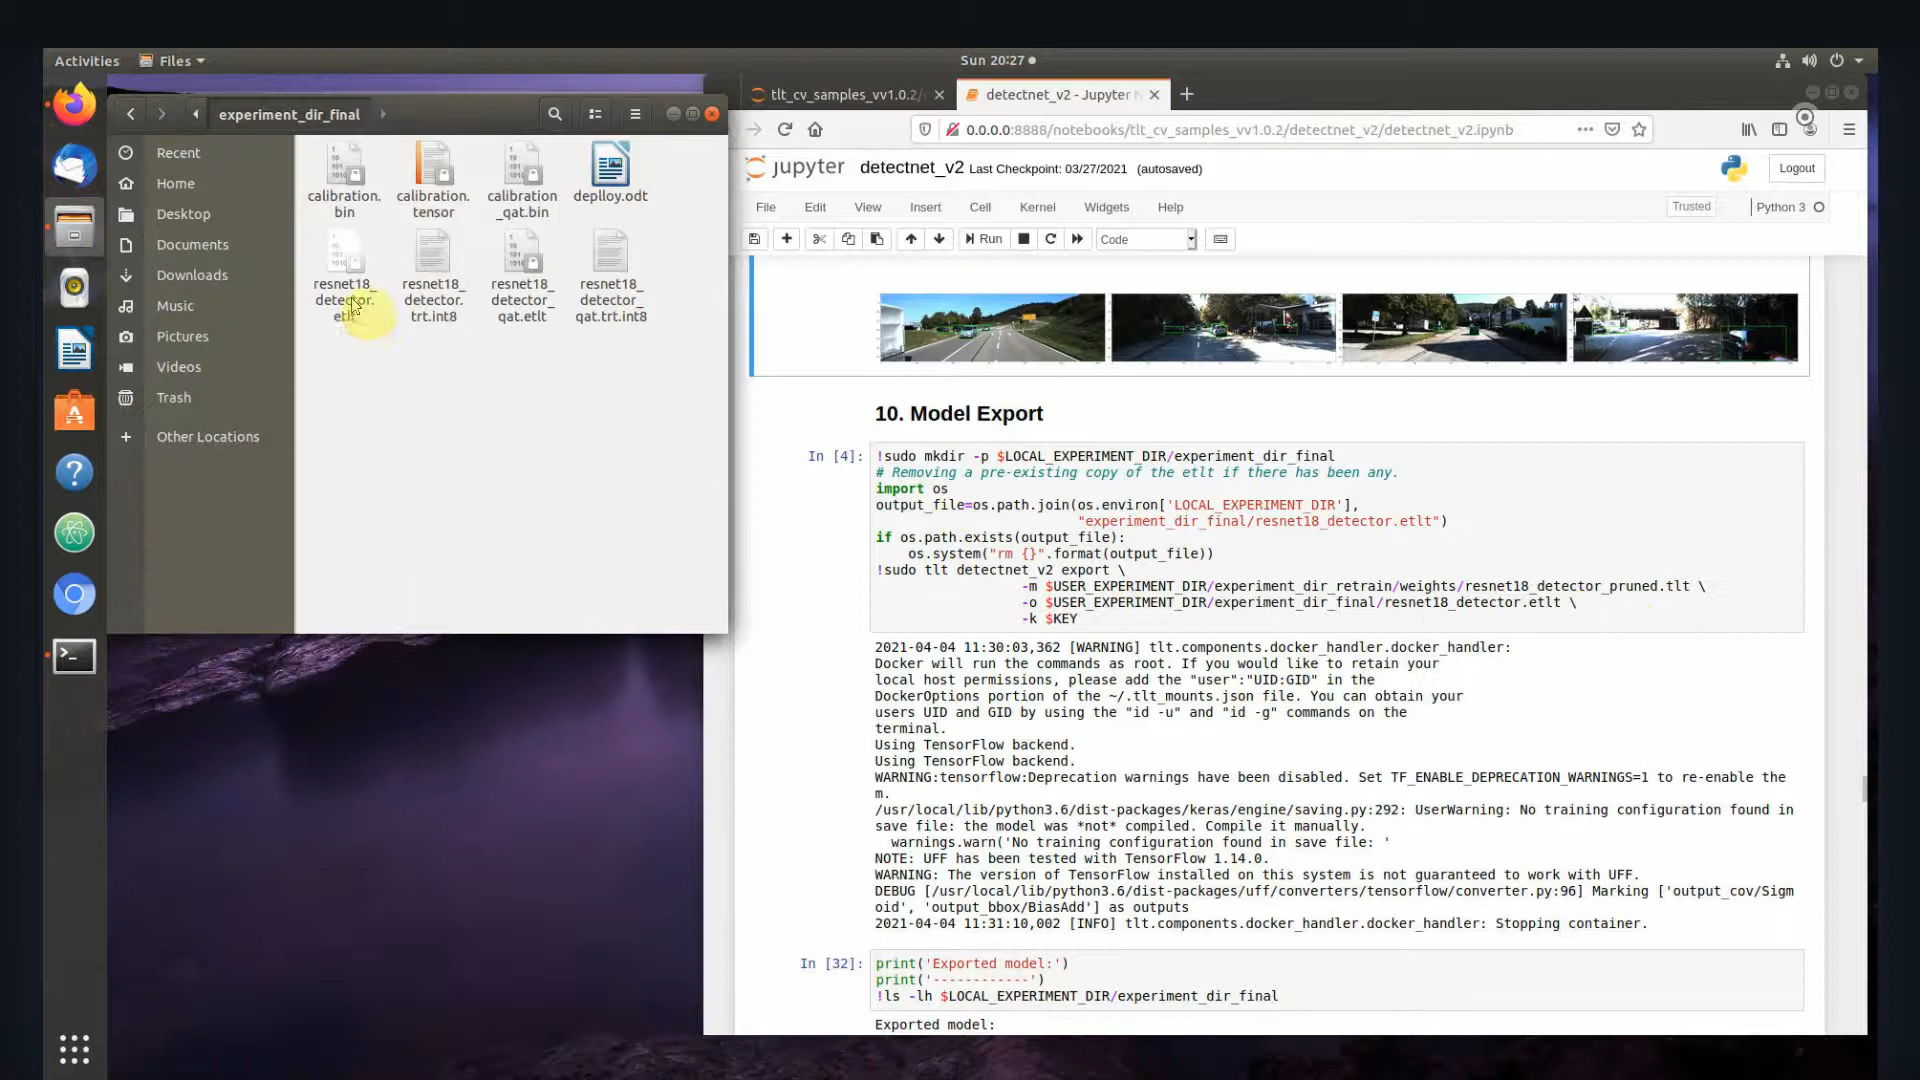 Activities
Files
Sun 20:27
experiment_dir_final
Recent
Home
Desktop
Documents
Downloads
Music
Pictures
Videos
Trash
Other Locations
calibration.
bin
calibration.
tensor
calibration
_qat.bin
deplloy.odt
resnet18_
detector.
etlt
resnet18_
detector.
trt.int8
resnet18_
detector_
qat.etlt
resnet18_
detector_
qat.trt.int8
tlt_cv_samples_vv1.0.2/
detectnet_v2 - Jupyter N
0.0.0.0:8888/notebooks/tlt_cv_samples_vv1.0.2/detectnet_v2/detectnet_v2.ipynb
jupyter detectnet_v2 Last Checkpoint: 03/27/2021 (autosaved)
Logout
File Edit View Insert Cell Kernel Widgets Help
Trusted
Python 3
Run
Code
10. Model Export
In [4]:
!sudo mkdir -p $LOCAL_EXPERIMENT_DIR/experiment_dir_final
# Removing a pre-existing copy of the etlt if there has been any.
import os
output_file=os.path.join(os.environ['LOCAL_EXPERIMENT_DIR'],
"experiment_dir_final/resnet18_detector.etlt")
if os.path.exists(output_file):
os.system("rm {}".format(output_file))
!sudo tlt detectnet_v2 export \
-m $USER_EXPERIMENT_DIR/experiment_dir_retrain/weights/resnet18_detector_pruned.tlt \
-o $USER_EXPERIMENT_DIR/experiment_dir_final/resnet18_detector.etlt \
-k $KEY
2021-04-04 11:30:03,362 [WARNING] tlt.components.docker_handler.docker_handler:
Docker will run the commands as root. If you would like to retain your
local host permissions, please add the "user":"UID:GID" in the
DockerOptions portion of the ~/.tlt_mounts.json file. You can obtain your
users UID and GID by using the "id -u" and "id -g" commands on the
terminal.
Using TensorFlow backend.
Using TensorFlow backend.
WARNING:tensorflow:Deprecation warnings have been disabled. Set TF_ENABLE_DEPRECATION_WARNINGS=1 to re-enable the
m.
/usr/local/lib/python3.6/dist-packages/keras/engine/saving.py:292: UserWarning: No training configuration found in
save file: the model was *not* compiled. Compile it manually.
warnings.warn('No training configuration found in save file: '
NOTE: UFF has been tested with TensorFlow 1.14.0.
WARNING: The version of TensorFlow installed on this system is not guaranteed to work with UFF.
DEBUG [/usr/local/lib/python3.6/dist-packages/uff/converters/tensorflow/converter.py:96] Marking ['output_cov/Sigm
oid', 'output_bbox/BiasAdd'] as outputs
2021-04-04 11:31:10,002 [INFO] tlt.components.docker_handler.docker_handler: Stopping container.
In [32]:
print('Exported model:')
print('------------')
!ls -lh $LOCAL_EXPERIMENT_DIR/experiment_dir_final
Exported model: